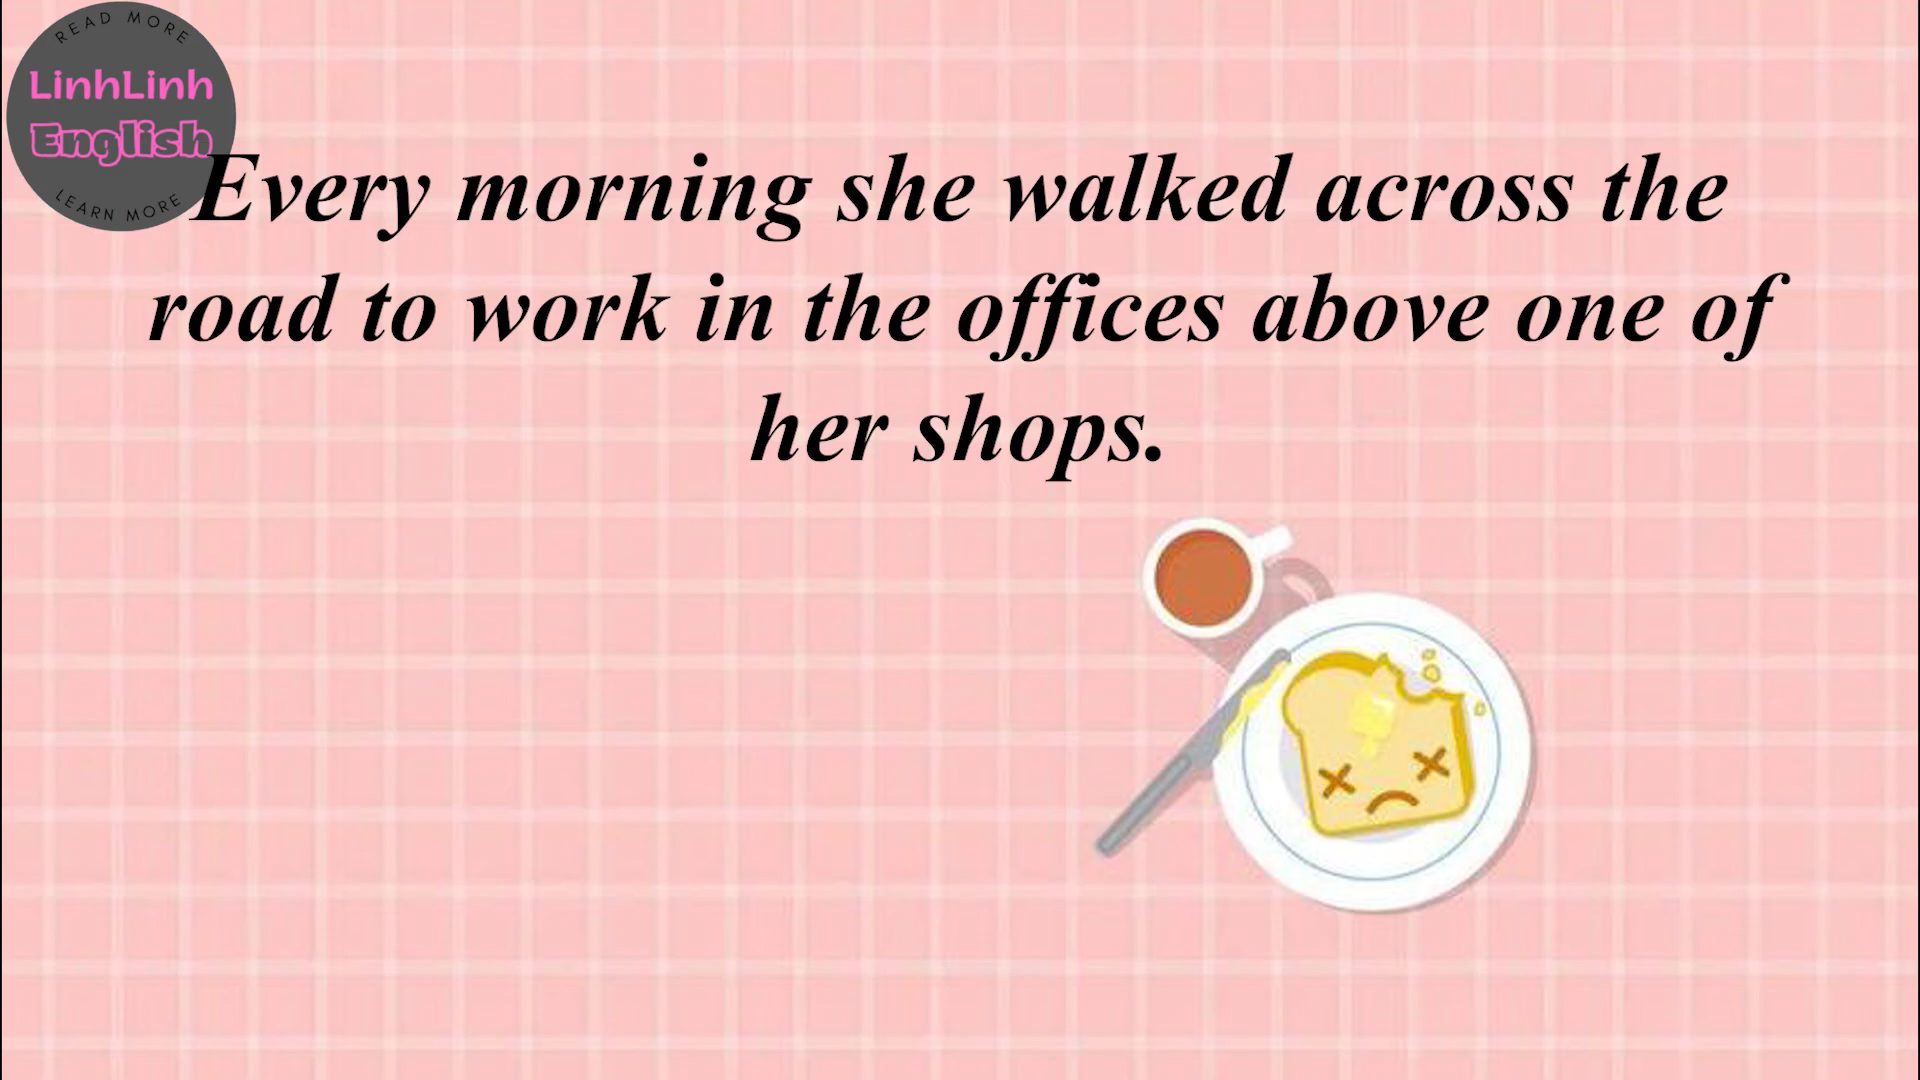 READ MORE
LinhLinh
English
LEARN MORE
Every morning she walked across the
road to work in the offices above one of
her shops.